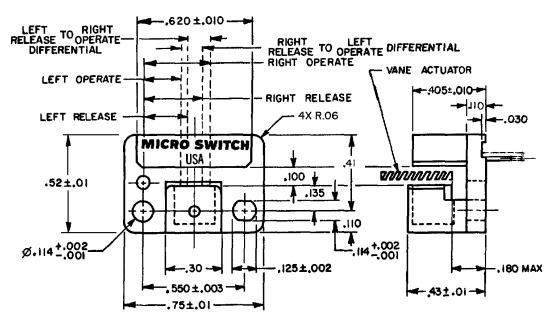 .620±.010
LEFT TO RIGHT
RELEASE TO OPERATE
DIFFERENTIAL
RIGHT TO LEFT DIFFERENTIAL
RELEASE OPERATE
RIGHT OPERATE
LEFT OPERATE
VANE ACTUATOR
.405±.010
.110
RIGHT RELEASE
LEFT RELEASE
4X R.06
.030
MICRO SWITCH
USA
.41
.100
.52±.01
.135
.110
Ø.114 +.002 -.001
.30
.125±.002
.114 +.002 -.001
.180 MAX
.550±.003
.43±.01
.75±.01